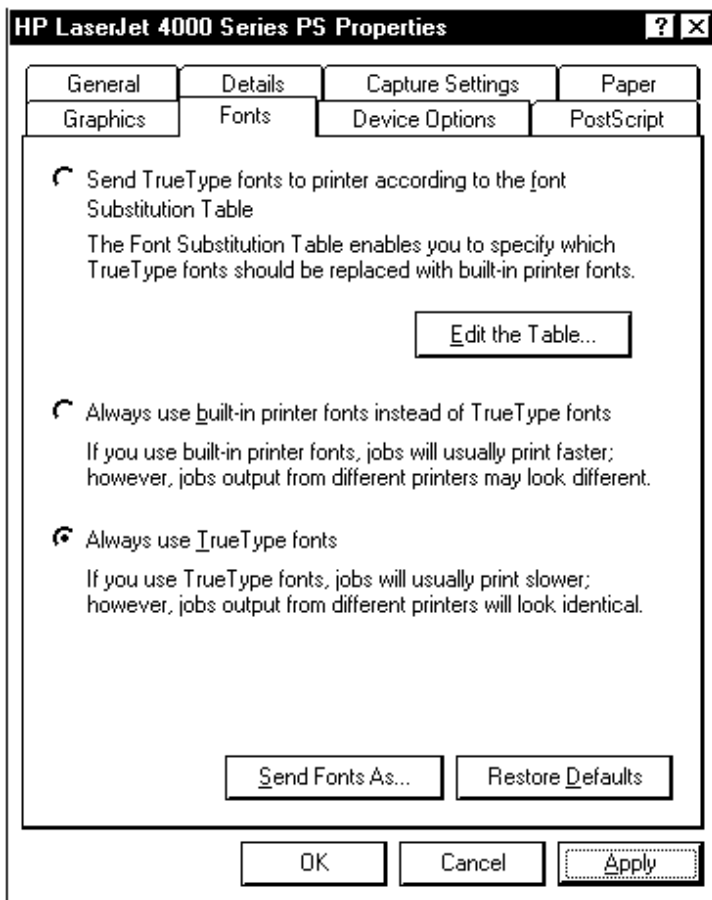 HP LaserJet 4000 Series PS Properties
General Details Capture Settings Paper
Graphics Fonts Device Options PostScript
Send TrueType fonts to printer according to the font
Substitution Table
The Font Substitution Table enables you to specify which
TrueType fonts should be replaced with built-in printer fonts.
Edit the Table...
Always use built-in printer fonts instead of TrueType fonts
If you use built-in printer fonts, jobs will usually print faster;
however, jobs output from different printers may look different.
Always use TrueType fonts
If you use TrueType fonts, jobs will usually print slower;
however, jobs output from different printers will look identical.
Send Fonts As... Restore Defaults
OK Cancel Apply